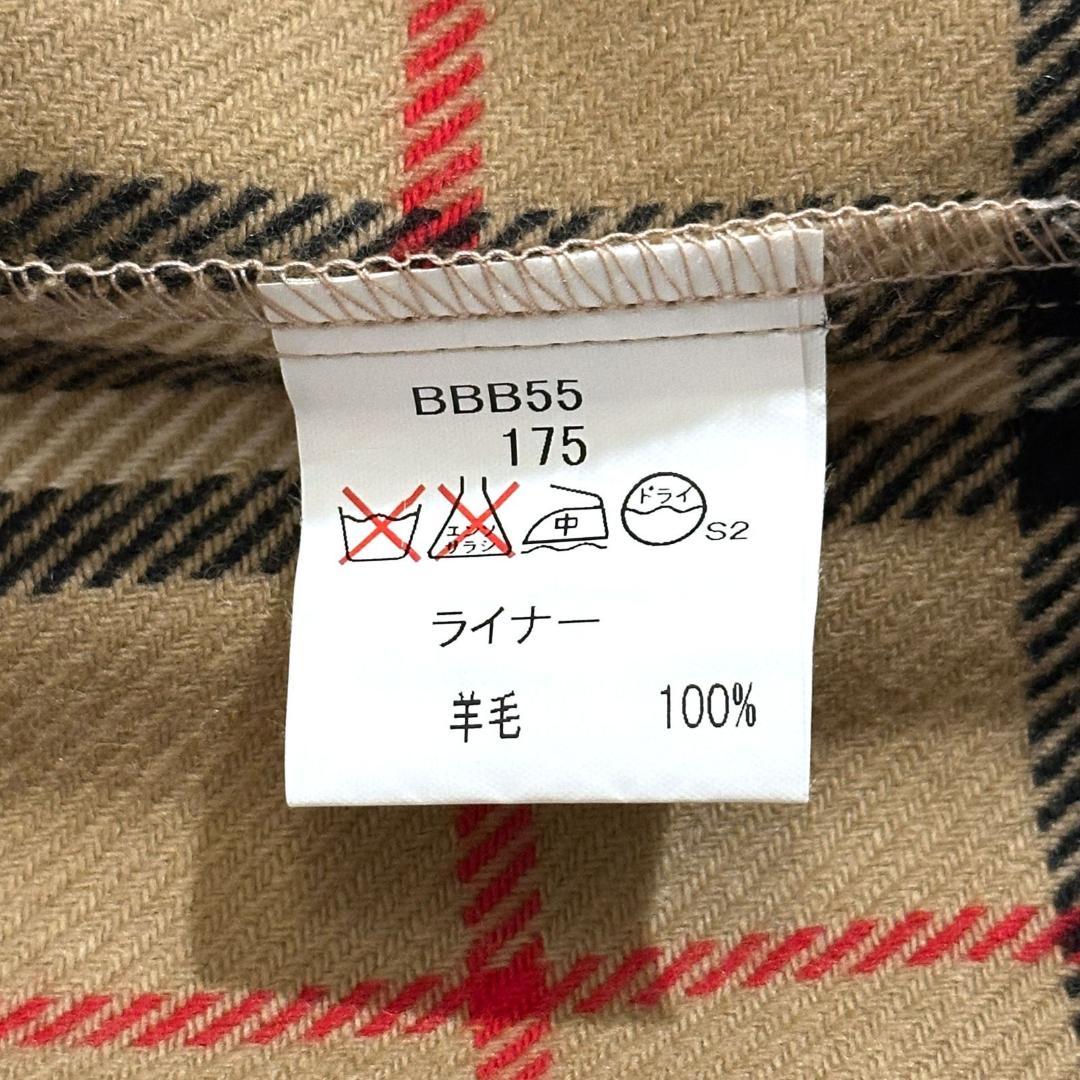 BBB55
175
エンソ
サラシ
中
ドライ
S2
ライナー
羊毛 100%